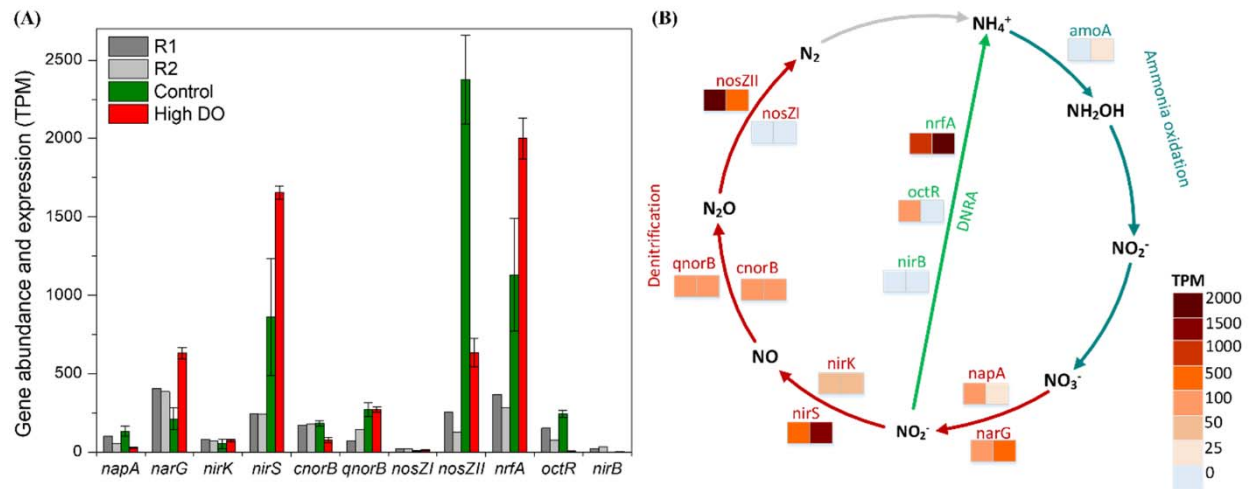 (A)
Gene abundance and expression (TPM)
2500
2000
1500
1000
500
0
R1
R2
Control
High DO
napA
narG
nirK
nirS
cnorB
qnorB
nosZI
nosZII
nrfA
octR
nirB
(B)
NH₄⁺
amoA
NH₂OH
Ammonia oxidation
NO₂⁻
NO₃⁻
napA
narG
NO₂⁻
nirK
nirS
NO
qnorB
cnorB
Denitrification
N₂O
nosZII
nosZI
N₂
nrfA
octR
nirB
DNRA
TPM
2000
1500
1000
500
100
50
25
0